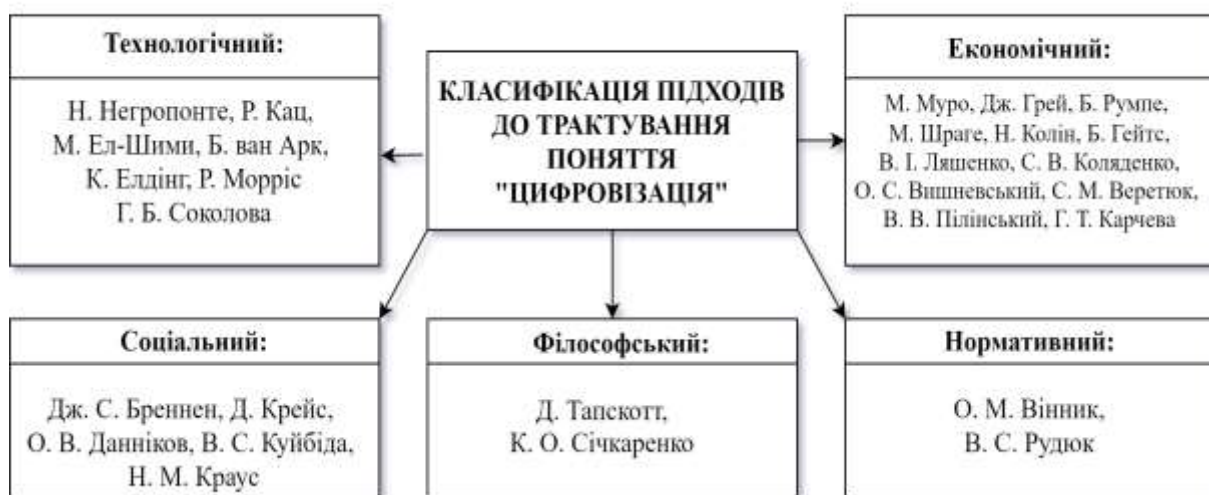 Технологічний:
Н. Негропонте, Р. Кац,
М. Ел-Шими, Б. ван Арк,
К. Елдінг, Р. Морріс
Г. Б. Соколова
КЛАСИФІКАЦІЯ ПІДХОДІВ
ДО ТРАКТУВАННЯ
ПОНЯТТЯ
"ЦИФРОВІЗАЦІЯ"
Економічний:
М. Муро, Дж. Грей, Б. Румпе,
М. Шраге, Н. Колін, Б. Гейтс,
В. І. Ляшенко, С. В. Коляденко,
О. С. Вишневський, С. М. Веретюк,
В. В. Пілінський, Г. Т. Карчева
Соціальний:
Дж. С. Бреннен, Д. Крейс,
О. В. Данніков, В. С. Куйбіда,
Н. М. Краус
Філософський:
Д. Тапскотт,
К. О. Січкаренко
Нормативний:
О. М. Вінник,
В. С. Рудюк